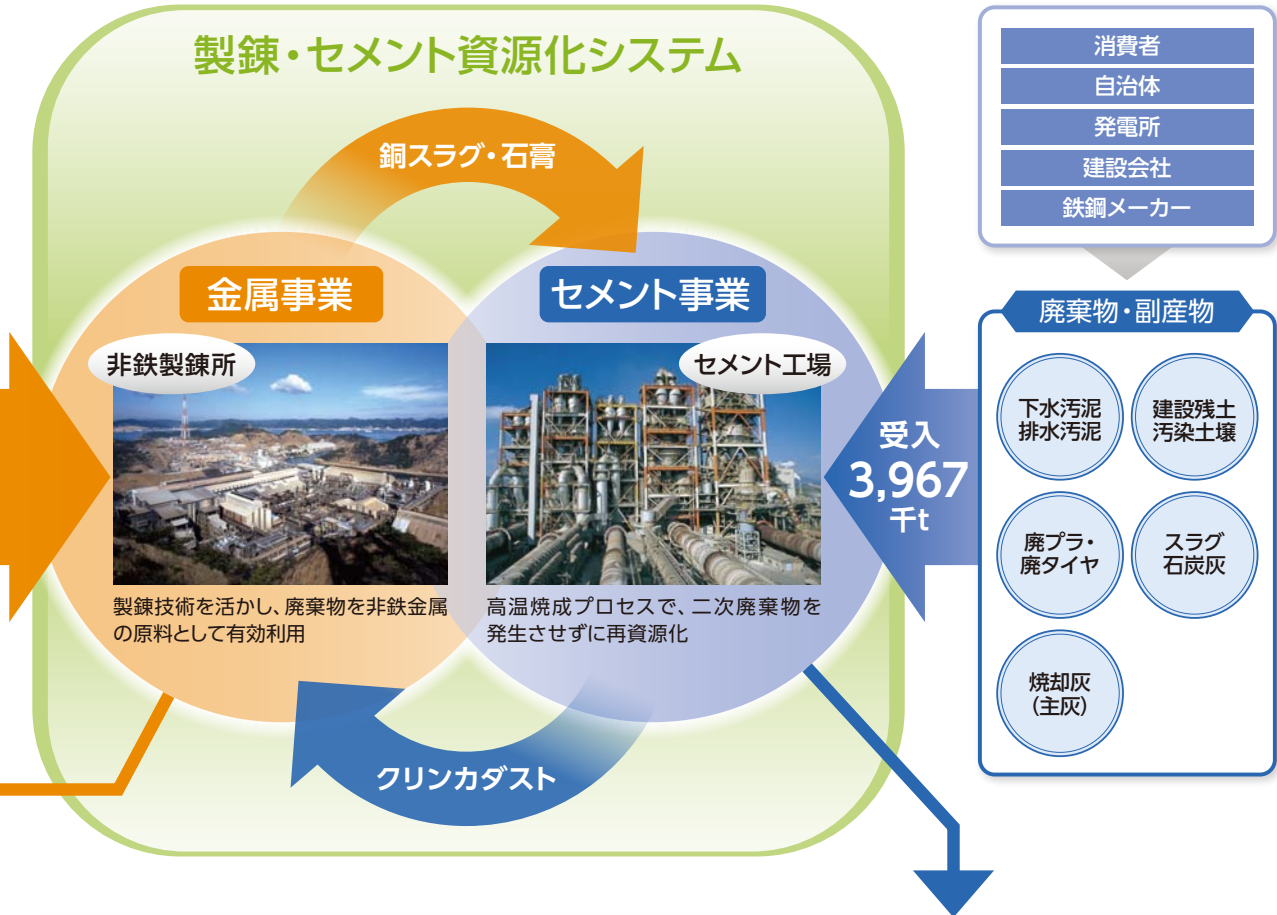 製錬・セメント資源化システム
銅スラグ・石膏
金属事業
非鉄製錬所
製錬技術を活かし、廃棄物を非鉄金属
の原料として有効利用
セメント事業
セメント工場
高温焼成プロセスで、二次廃棄物を
発生させずに再資源化
クリンカダスト
受入
3,967
千t
消費者
自治体
発電所
建設会社
鉄鋼メーカー
廃棄物・副産物
下水汚泥
排水汚泥
建設残土
汚染土壌
廃プラ・
廃タイヤ
スラグ
石炭灰
焼却灰
(主灰)